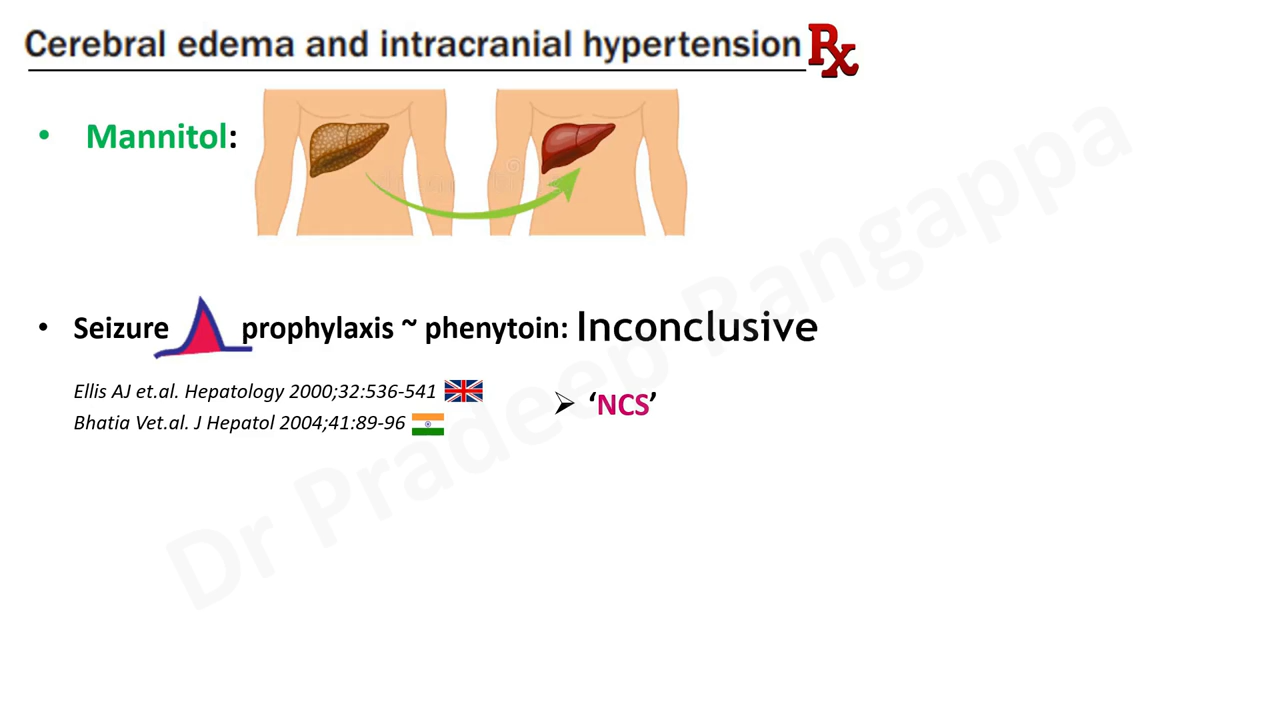 Cerebral edema and intracranial hypertension Rx
• Mannitol:
• Seizure prophylaxis ~ phenytoin: Inconclusive
Ellis AJ et.al. Hepatology 2000;32:536-541
Bhatia Vet.al. J Hepatol 2004;41:89-96
➢ ‘NCS’
Dr Pradeep Rangappa